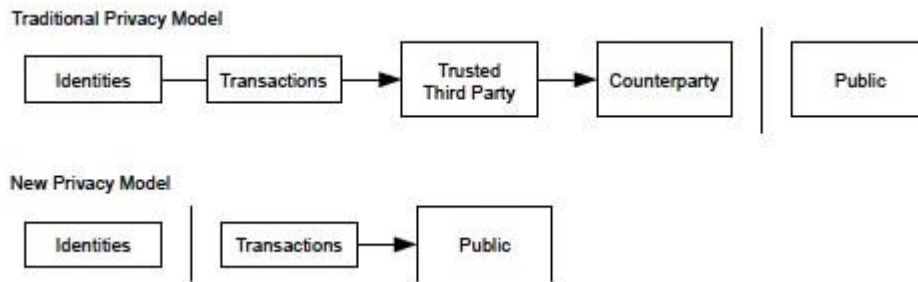 Traditional Privacy Model
Identities
Transactions
Trusted
Third Party
Counterparty
Public
New Privacy Model
Identities
Transactions
Public